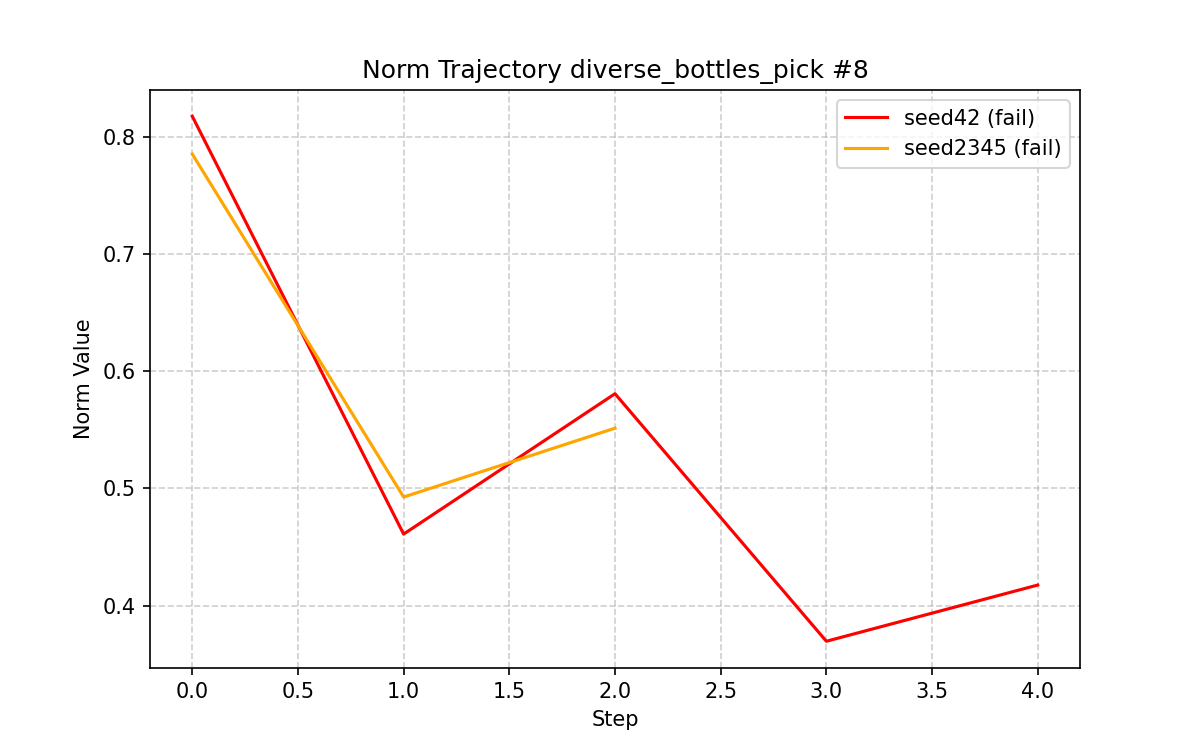 Norm Trajectory diverse_bottles_pick #8
seed42 (fail)
seed2345 (fail)
Norm Value
0.8
0.7
0.6
0.5
0.4
0.0 0.5 1.0 1.5 2.0 2.5 3.0 3.5 4.0
Step